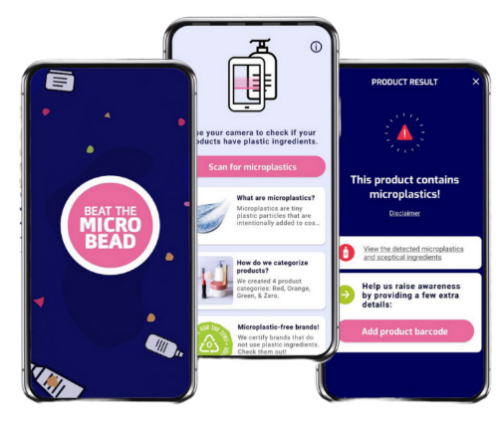 BEAT THE
MICRO
BEAD
se your camera to check if your
oducts have plastic ingredients.
Scan for microplastics
What are microplastics?
Microplastics are tiny
plastic particles that are
intentionally added to cos...
How do we categorize
products?
We created 4 product
categories: Red, Orange,
Green, & Zero.
Microplastic-free brands!
We certify brands that do
not use plastic ingredients.
Check them out!
PRODUCT RESULT
This product contains
microplastics!
Disclaimer
View the detected microplastics
and sceptical ingredients
Help us raise awareness
by providing a few extra
details:
Add product barcode